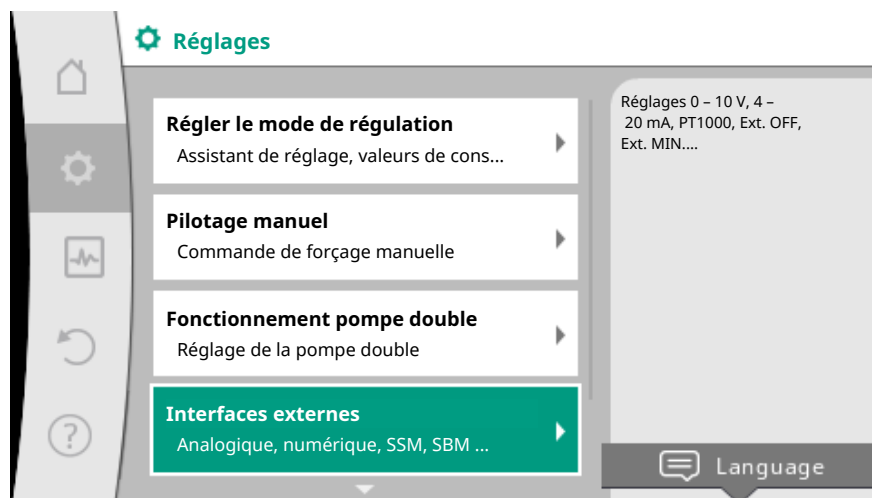 Réglages
Régler le mode de régulation
Assistant de réglage, valeurs de cons...
Pilotage manuel
Commande de forçage manuelle
Fonctionnement pompe double
Réglage de la pompe double
Interfaces externes
Analogique, numérique, SSM, SBM ...
Réglages 0 – 10 V, 4 –
20 mA, PT1000, Ext. OFF,
Ext. MIN....
Language
?